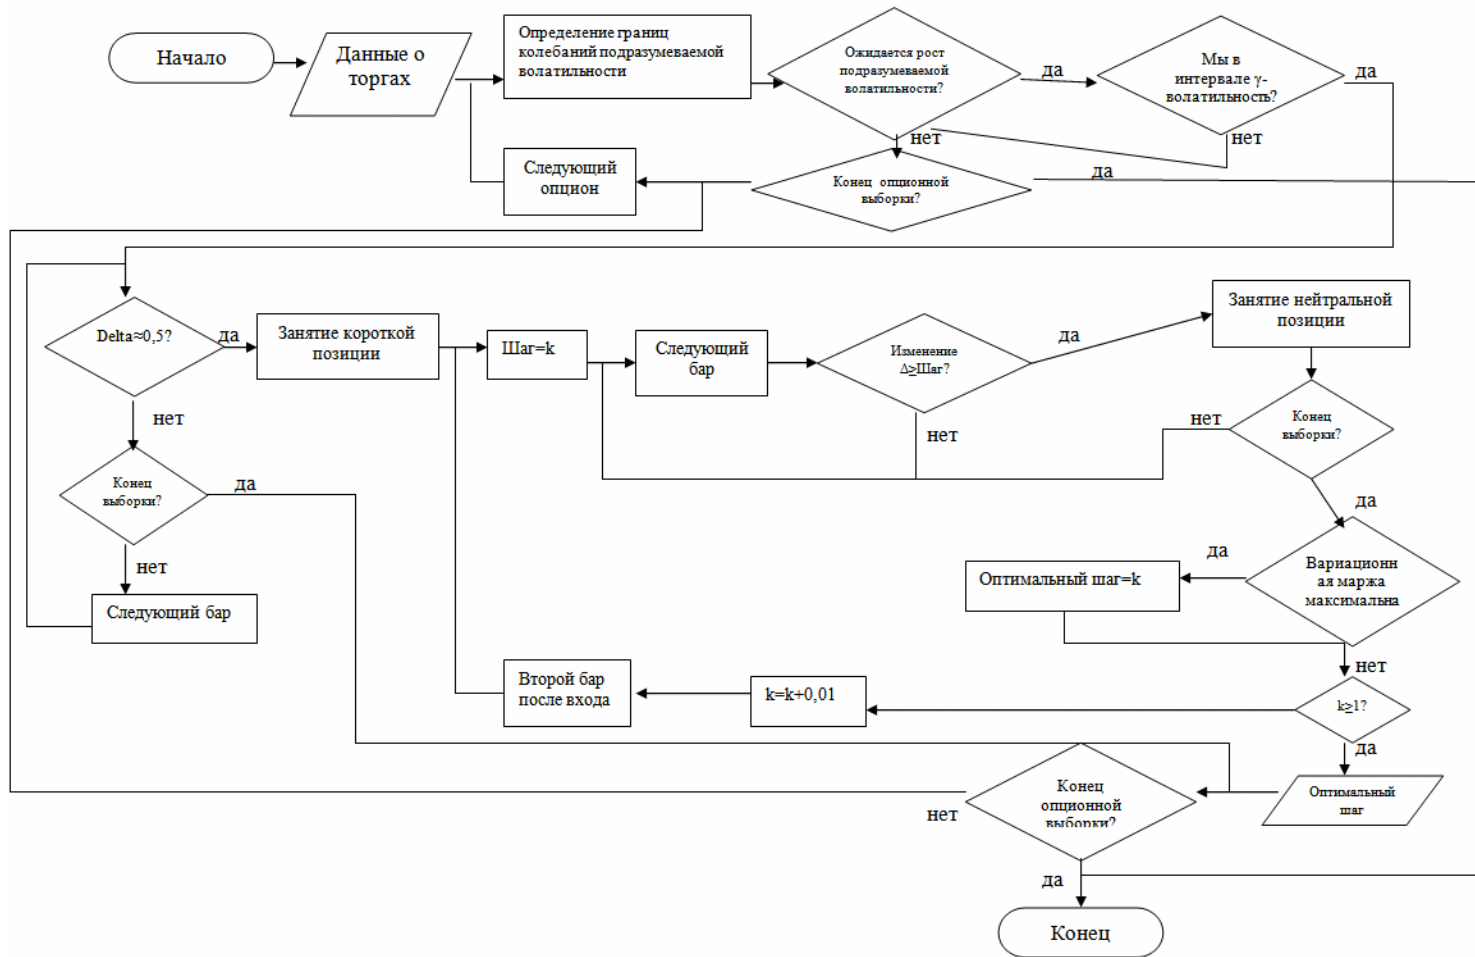 Начало
Данные о
торгах
Определение границ
колебаний подразумеваемой
волатильности
Ожидается рост
подразумеваемой
волатильности?
да
Мы в
интервале γ-
волатильность?
да
нет
нет
Следующий
опцион
Конец опционной
выборки?
да
Delta≈0,5?
да
Занятие короткой
позиции
Шаг=k
Следующий
бар
Изменение
Δ≥Шаг?
да
Занятие нейтральной
позиции
нет
нет
нет
Конец
выборки?
Конец
выборки?
да
да
нет
Следующий бар
Оптимальный шаг=k
да
Вариационн
ая маржа
максимальна
нет
Второй бар
после входа
k=k+0,01
k≥1?
да
Конец
опционной
выборки?
Оптимальный
шаг
нет
да
Конец